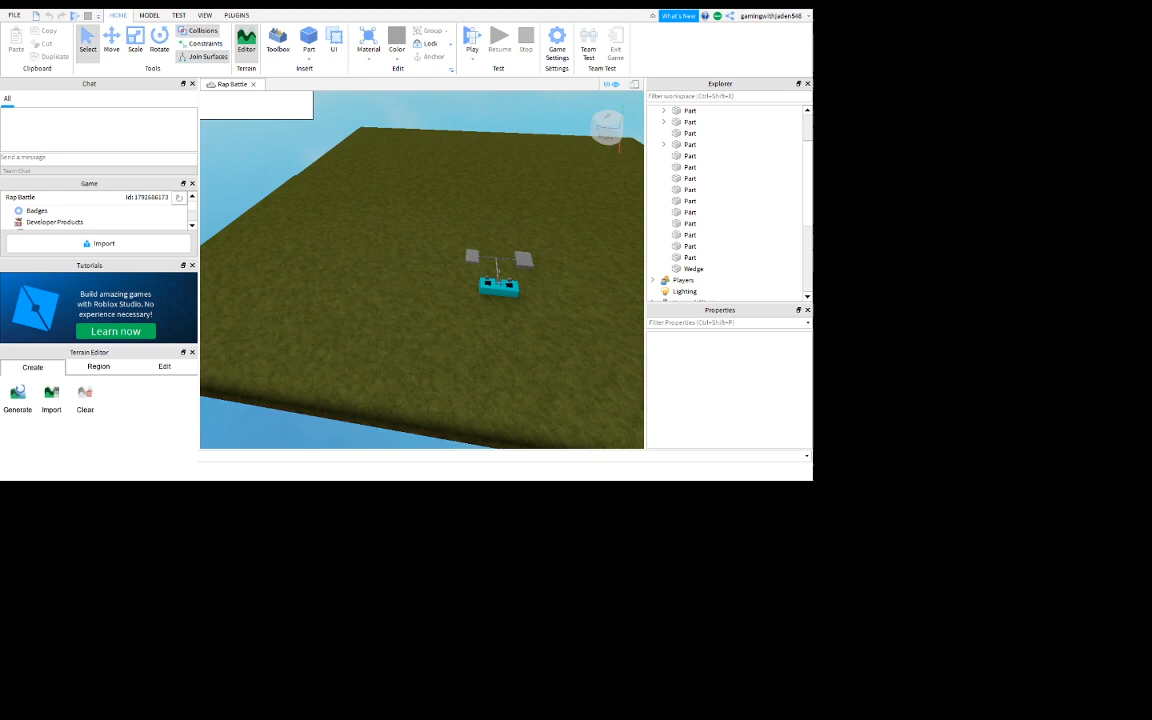 FILE HOME MODEL TEST VIEW PLUGINS What's New gamingwithjaden546
Paste Copy Cut Duplicate Select Move Scale Rotate Collisions Constraints Join Surfaces Editor Toolbox Part UI Material Color Group Lock Anchor Play Resume Stop Game Settings Team Test Exit Game
Clipboard Tools Terrain Insert Edit Test Settings Team Test
Chat
All
Send a message
Team Chat
Game
Rap Battle Id: 1792686173
Badges
Developer Products
Import
Tutorials
Build amazing games
with Roblox Studio. No
experience necessary!
Learn now
Terrain Editor
Create Region Edit
Generate Import Clear
Rap Battle
UI
Explorer
Filter workspace (Ctrl+Shift+X)
Part
Part
Part
Part
Part
Part
Part
Part
Part
Part
Part
Part
Part
Part
Wedge
Players
Lighting
Properties
Filter Properties (Ctrl+Shift+P)